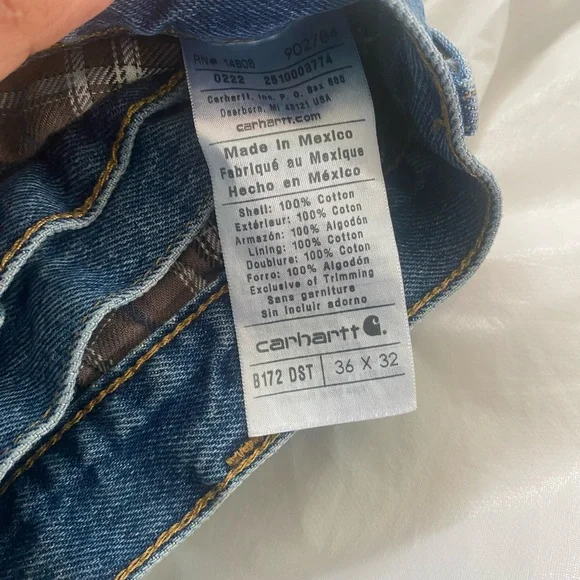 RN# 14806 902/84
0222 2510003774
Carhartt, Inc. P. O. Box 600
Dearborn, MI 48121 USA
carhartt.com
Made in Mexico
Fabriqué au Mexique
Hecho en México
Shell: 100% Cotton
Extérieur: 100% Coton
Armazón: 100% Algodón
Lining: 100% Cotton
Doublure: 100% Coton
Forro: 100% Algodón
Exclusive of Trimming
Sans garniture
Sin incluir adorno
carhartt
B172 DST 36 X 32